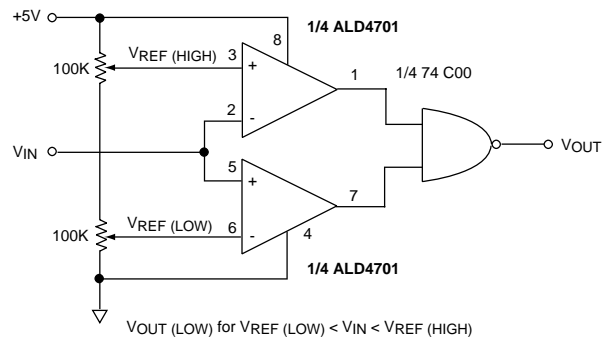 +5V
1/4 ALD4701
8
VREF (HIGH)
3
100K
+
1
1/4 74 C00
2
-
VIN
VOUT
5
+
7
VREF (LOW)
100K
6
-
4
1/4 ALD4701
VOUT (LOW) for VREF (LOW) < VIN < VREF (HIGH)